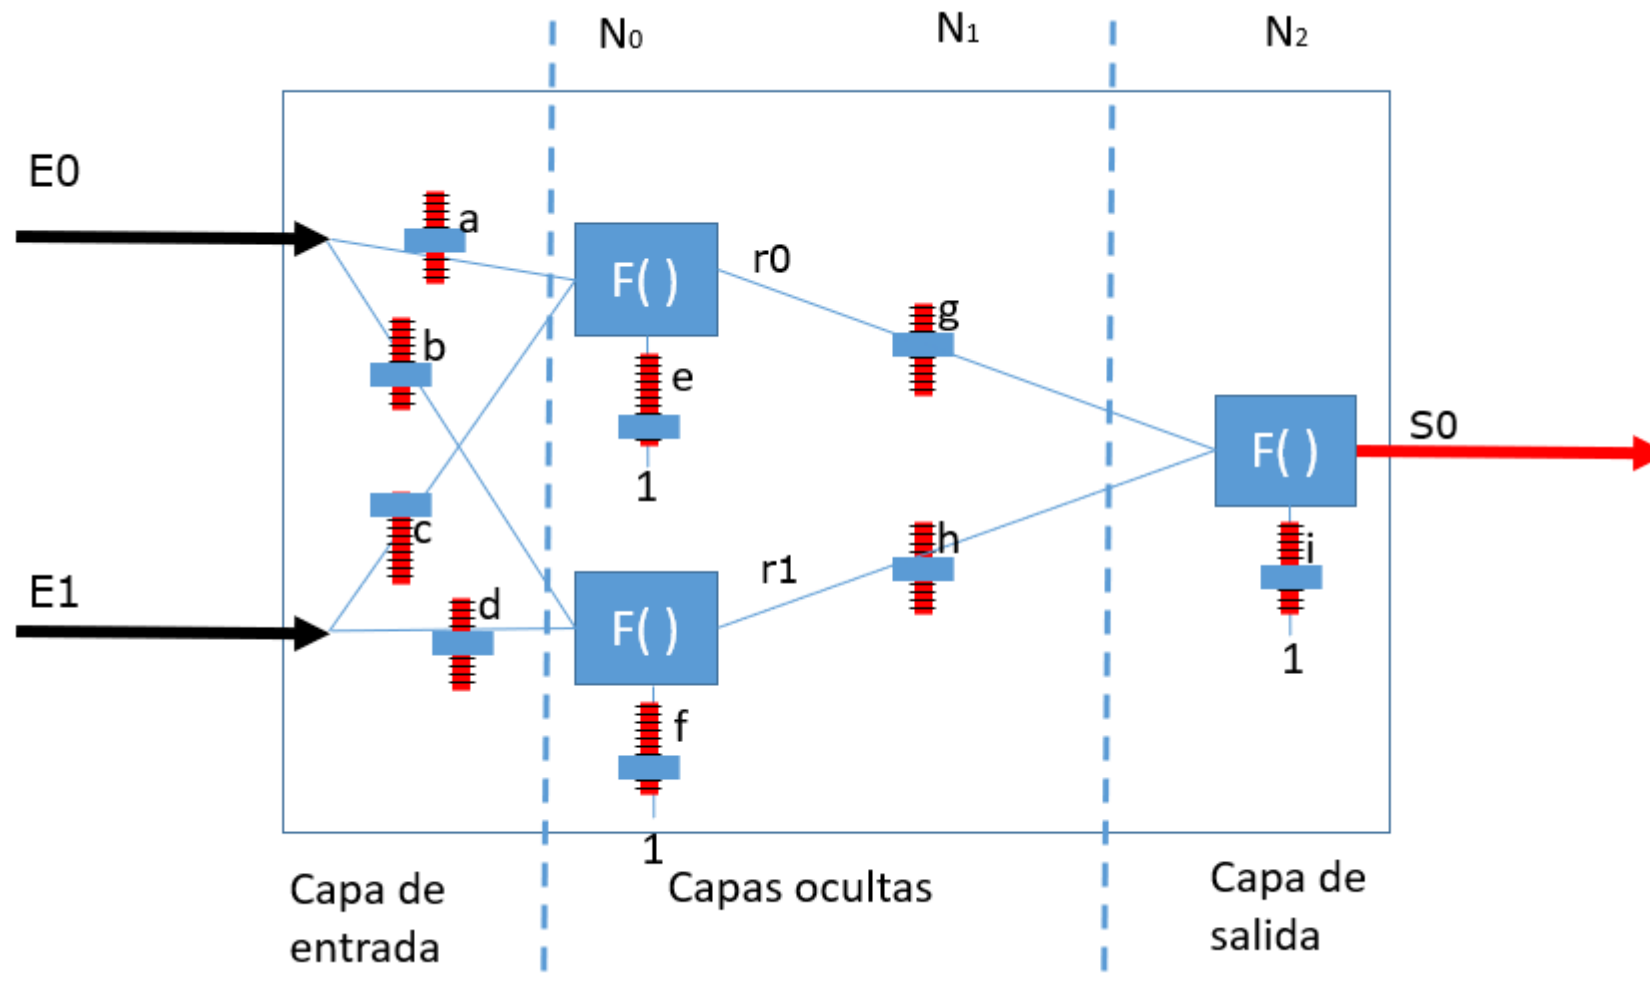 N0
N1
N2
E0
a
r0
F( )
g
b
e
S0
F( )
1
c
h
i
r1
E1
d
F( )
1
f
1
Capas ocultas
Capa de
entrada
Capa de
salida